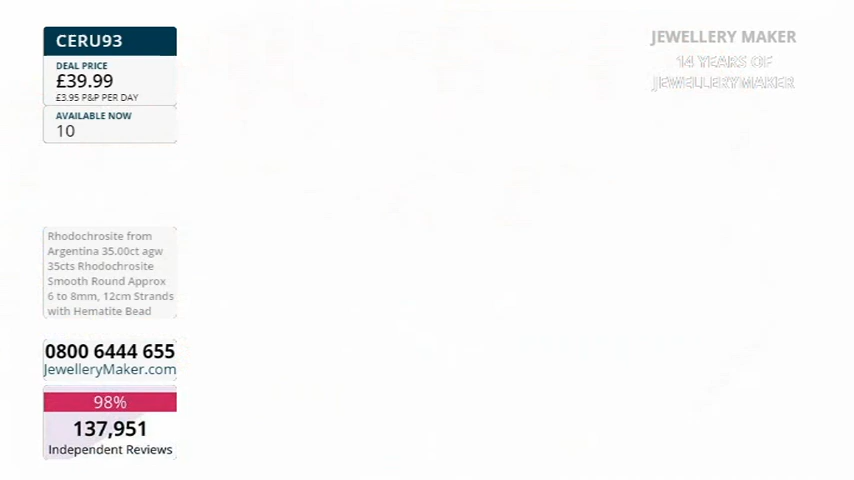 CERU93
DEAL PRICE
£39.99
£3.95 P&P PER DAY
AVAILABLE NOW
10
Rhodochrosite from
Argentina 35.00ct agw
35cts Rhodochrosite
Smooth Round Approx
6 to 8mm, 12cm Strands
with Hematite Bead
0800 6444 655
JewelleryMaker.com
98%
137,951
Independent Reviews
JEWELLERY MAKER
14 YEARS OF
JEWELLERYMAKER